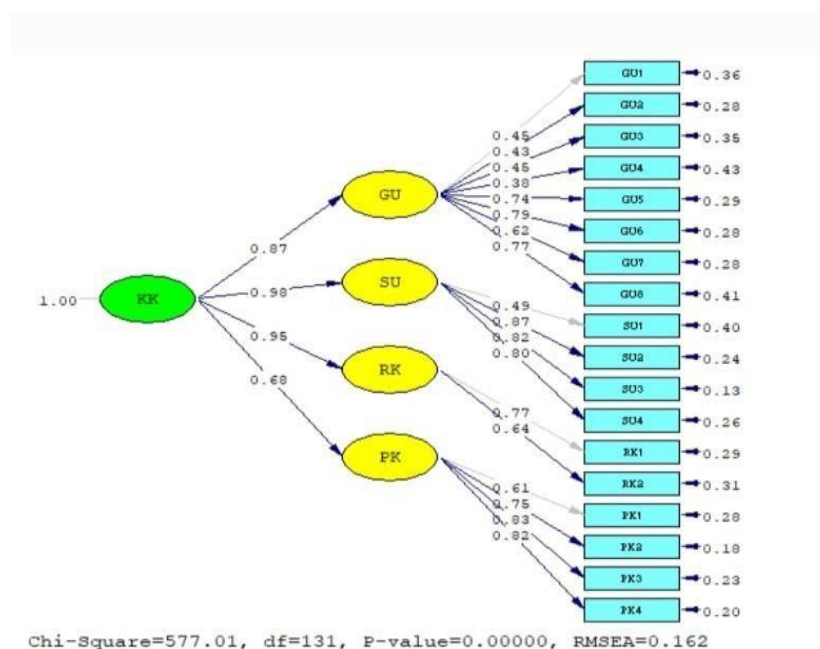 GU1
0.36
GU2
0.28
GU3
0.35
GU4
0.43
GU5
0.29
GU6
0.28
GU7
0.28
GU8
0.41
SU1
0.40
SU2
0.24
SU3
0.13
SU4
0.26
RK1
0.29
RK2
0.31
PK1
0.28
PK2
0.18
PK3
0.23
PK4
0.20
0.45
0.43
0.45
0.38
0.74
0.79
0.62
0.77
0.49
0.87
0.82
0.80
0.77
0.64
0.61
0.75
0.83
0.82
GU
SU
RK
PK
0.87
0.98
0.95
0.68
1.00
KK
Chi-Square=577.01, df=131, P-value=0.00000, RMSEA=0.162